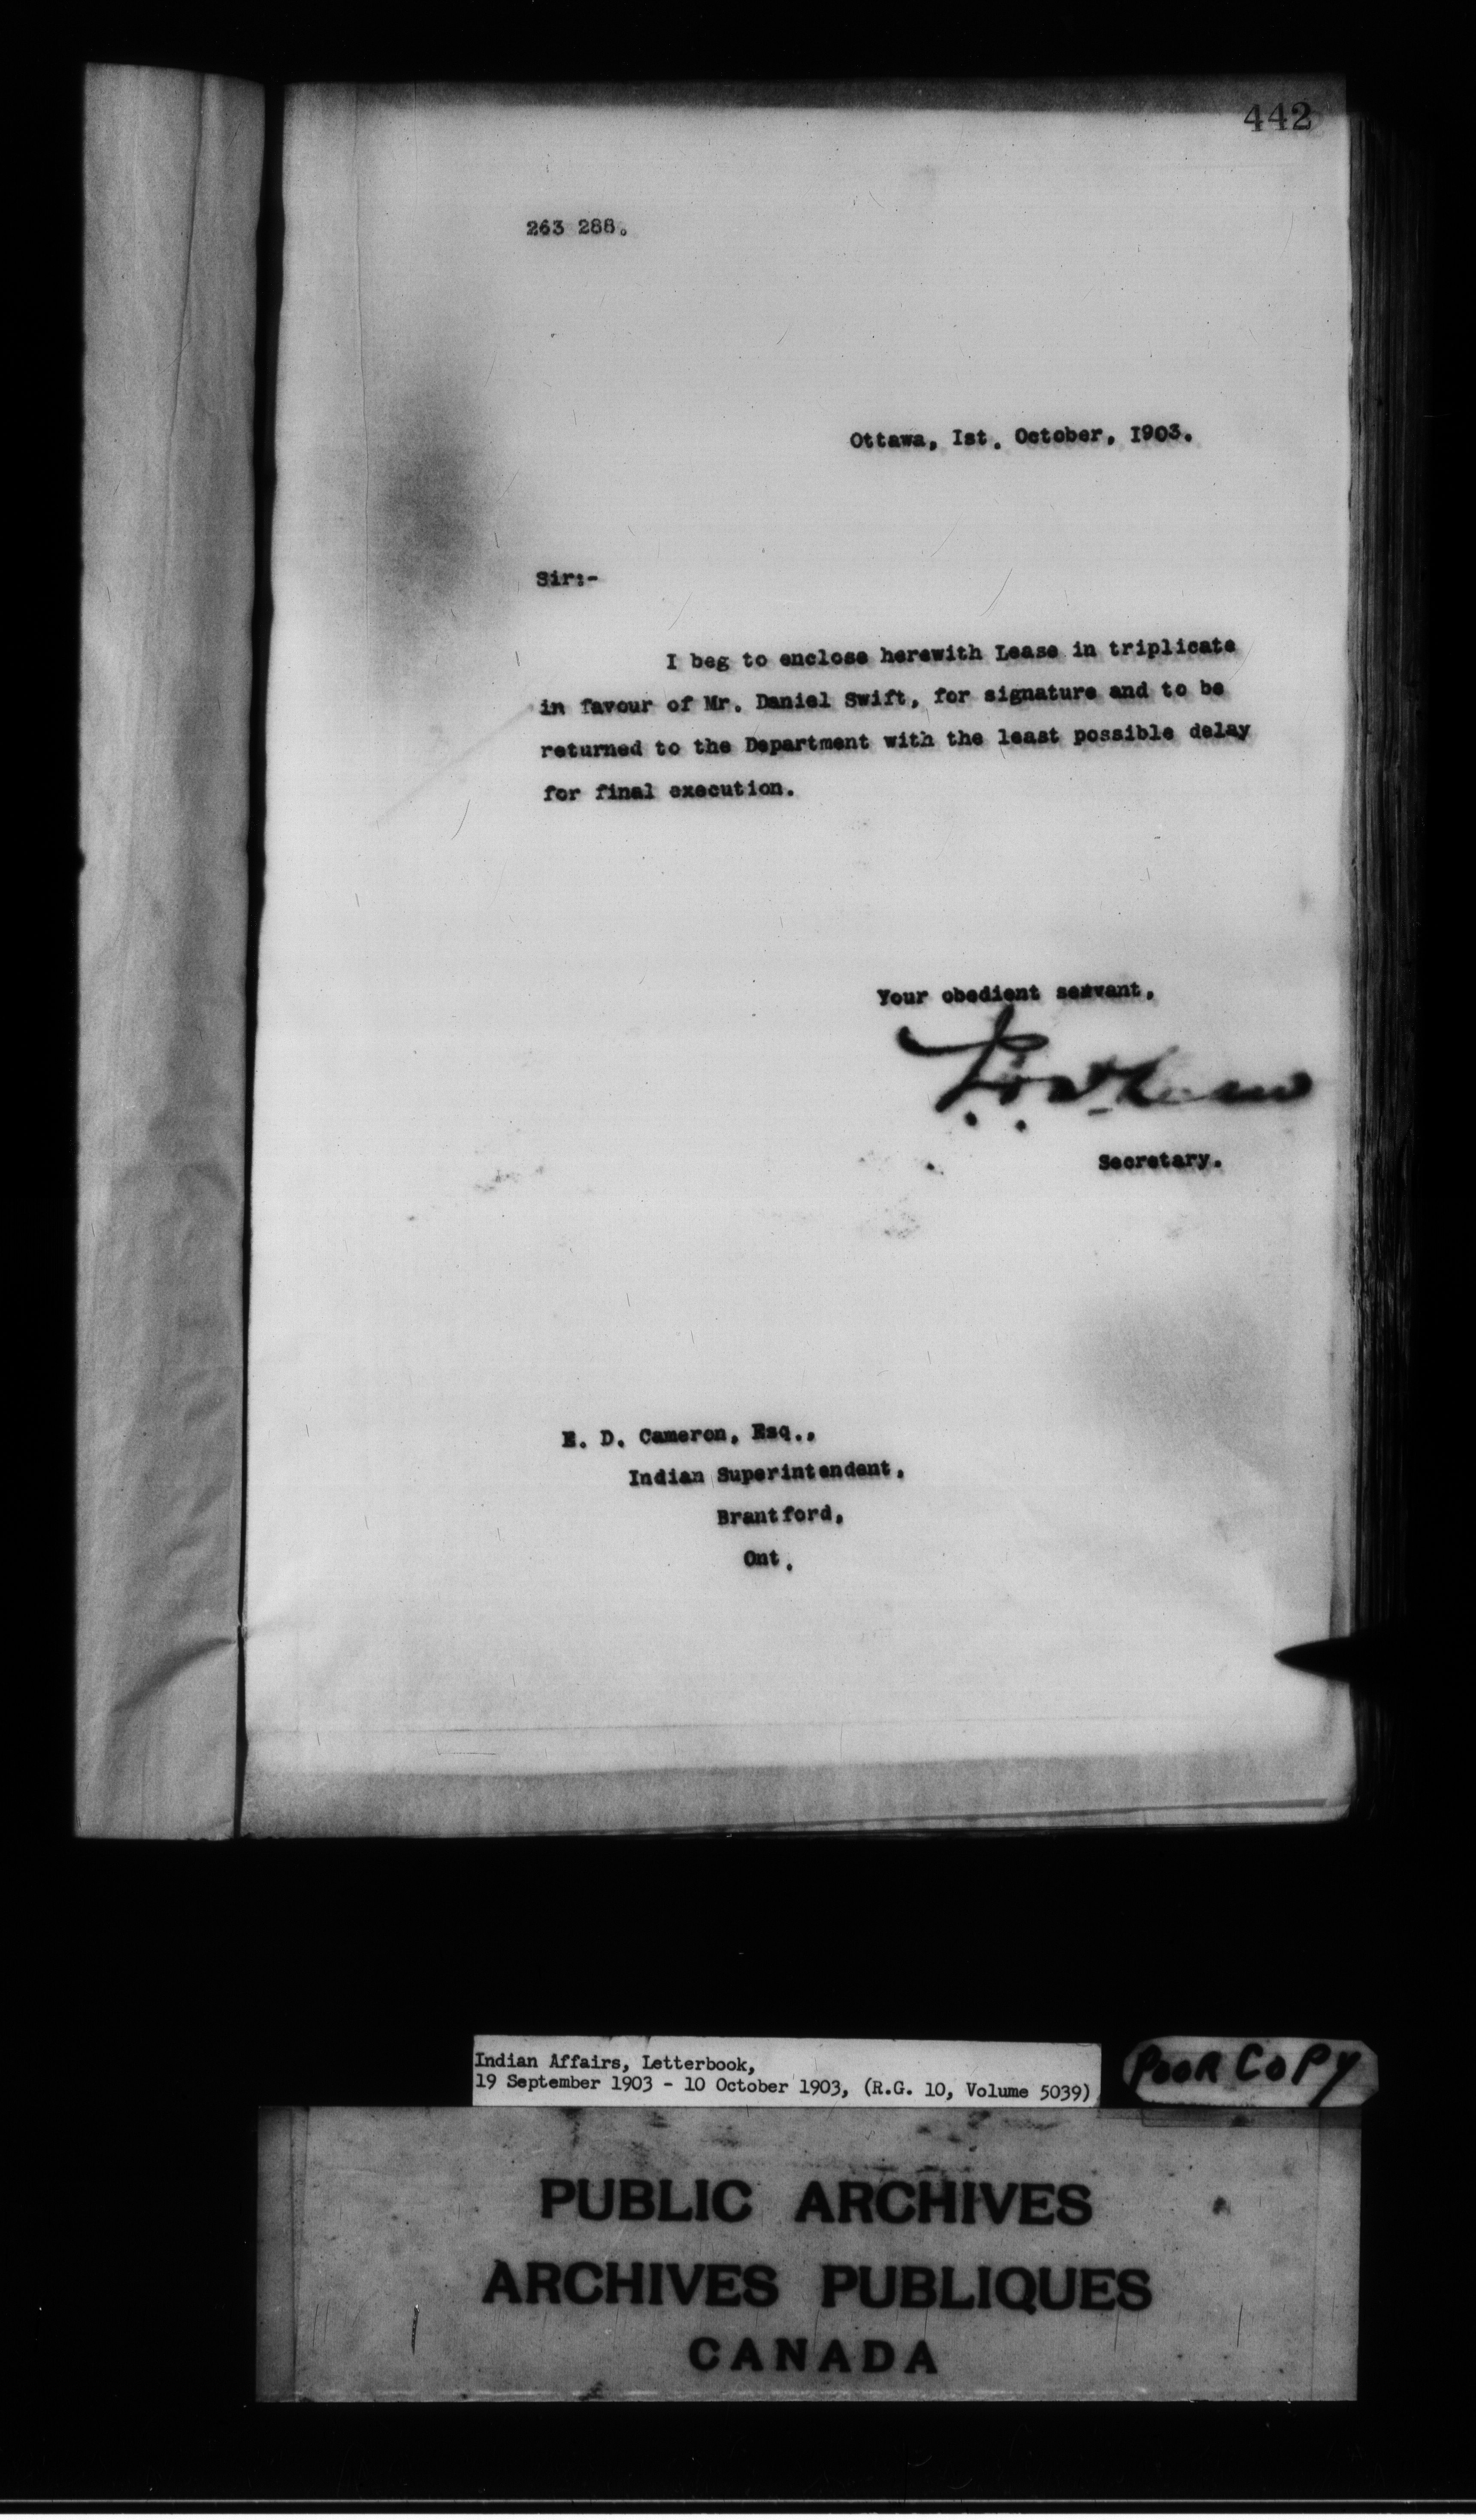 442
263 288.
Ottawa, Ist. October, 1903.
Sir:-
I beg to enclose herewith Lease in triplicate
in favour of Mr. Daniel Swift, for signature and to be
returned to the Department with the least possible delay
for final execution.
Your obedient servant,
Secretary.
E. D. Cameron, Esq.,
Indian Superintendent,
Brantford,
Ont.
Indian Affairs, Letterbook,
19 September 1903 - 10 October 1903, (R.G. 10, Volume 5039)
POOR COPY
PUBLIC ARCHIVES
ARCHIVES PUBLIQUES
CANADA